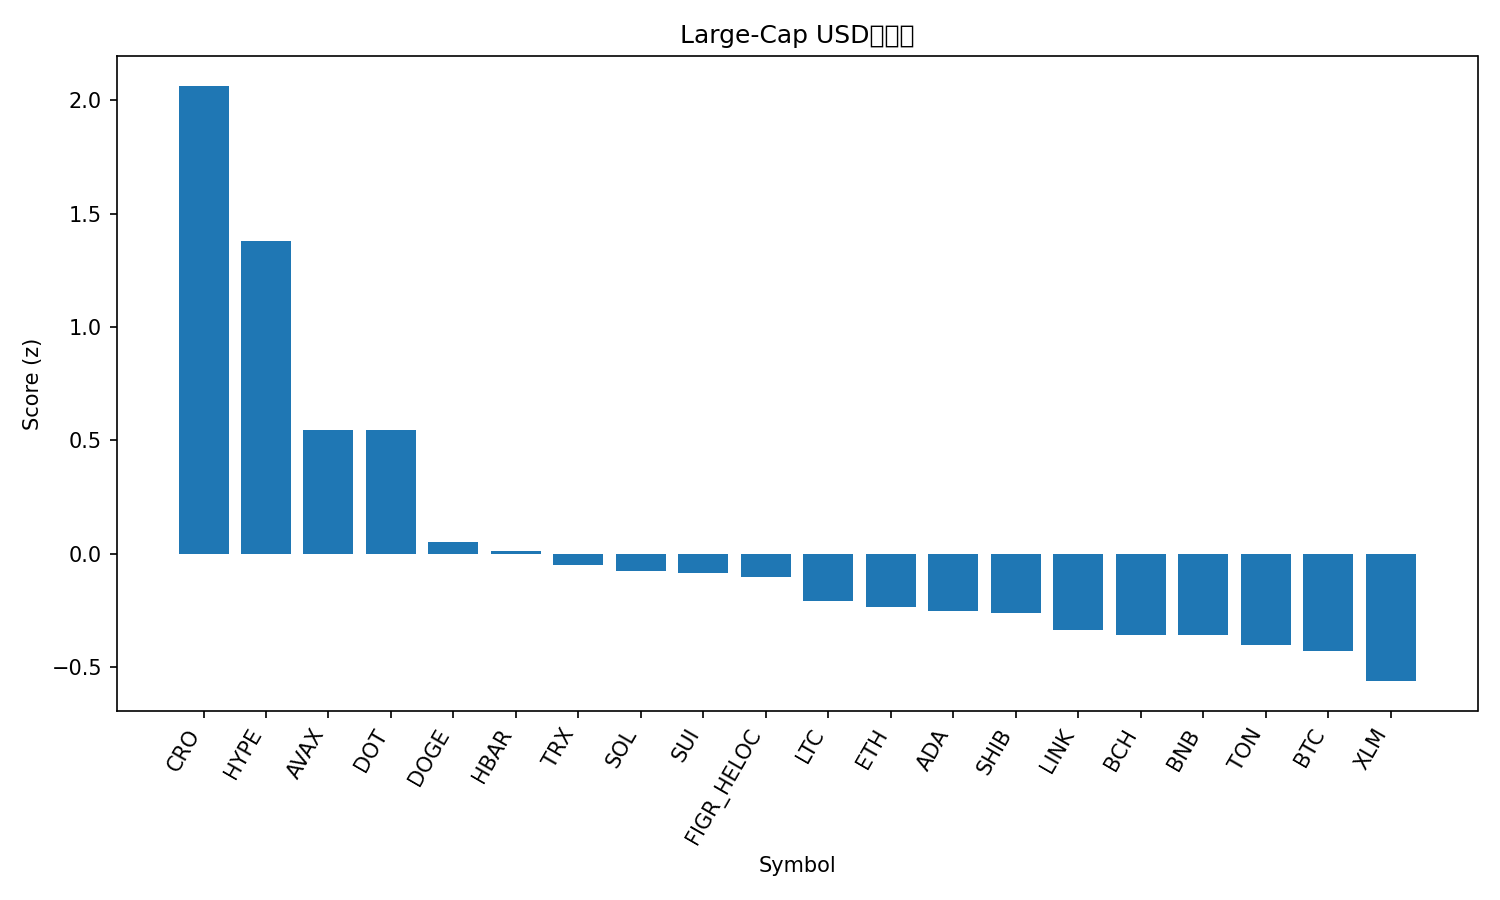 Large-Cap USD
Score (z)
2.0
1.5
1.0
0.5
0.0
−0.5
CRO
HYPE
AVAX
DOT
DOGE
HBAR
TRX
SOL
SUI
FIGR_HELOC
LTC
ETH
ADA
SHIB
LINK
BCH
BNB
TON
BTC
XLM
Symbol